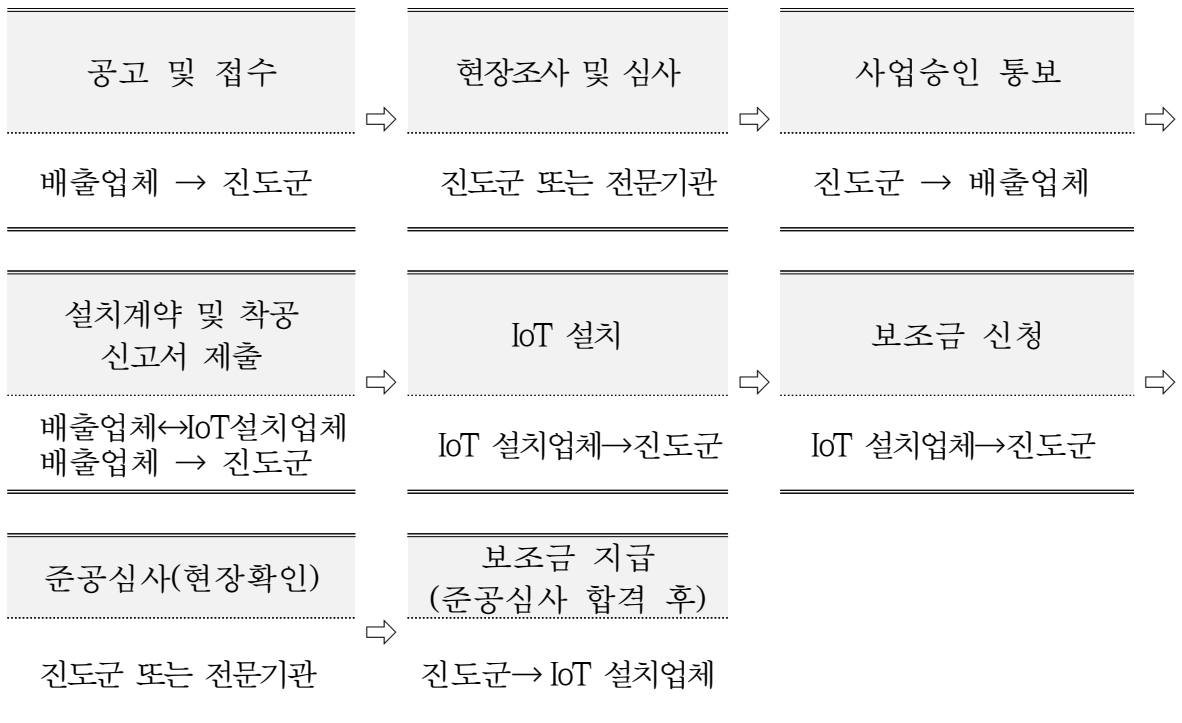 공고 및 접수
현장조사 및 심사
사업승인 통보
⇨
⇨
⇨
배출업체 → 진도군
진도군 또는 전문기관
진도군 → 배출업체
설치계약 및 착공
신고서 제출
IoT 설치
보조금 신청
⇨
⇨
⇨
배출업체↔IoT설치업체
배출업체 → 진도군
IoT 설치업체→진도군
IoT 설치업체→진도군
준공심사(현장확인)
보조금 지급
(준공심사 합격 후)
⇨
진도군 또는 전문기관
진도군→ IoT 설치업체